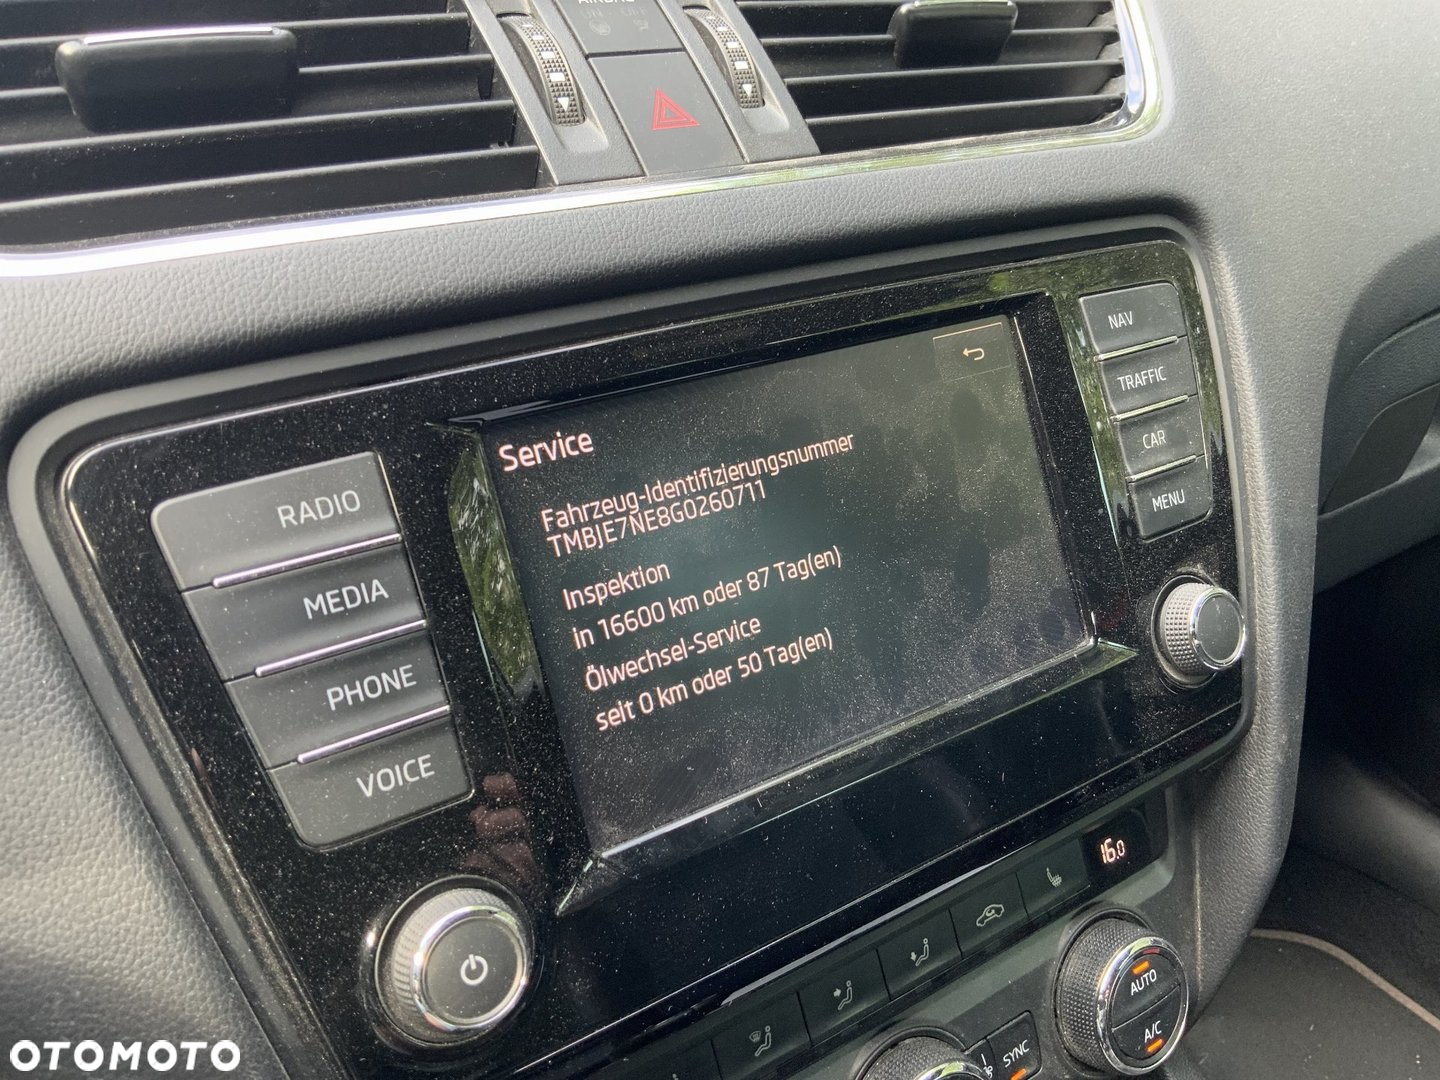 AIRBAG
NAV
TRAFFIC
CAR
MENU
RADIO
MEDIA
PHONE
VOICE
Service
Fahrzeug-Identifizierungsnummer
TMBJE7NE8G0260711
Inspektion
in 16600 km oder 87 Tag(en)
Ölwechsel-Service
seit 0 km oder 50 Tag(en)
16.0
AUTO
A/C
SYNC
OTOMOTO